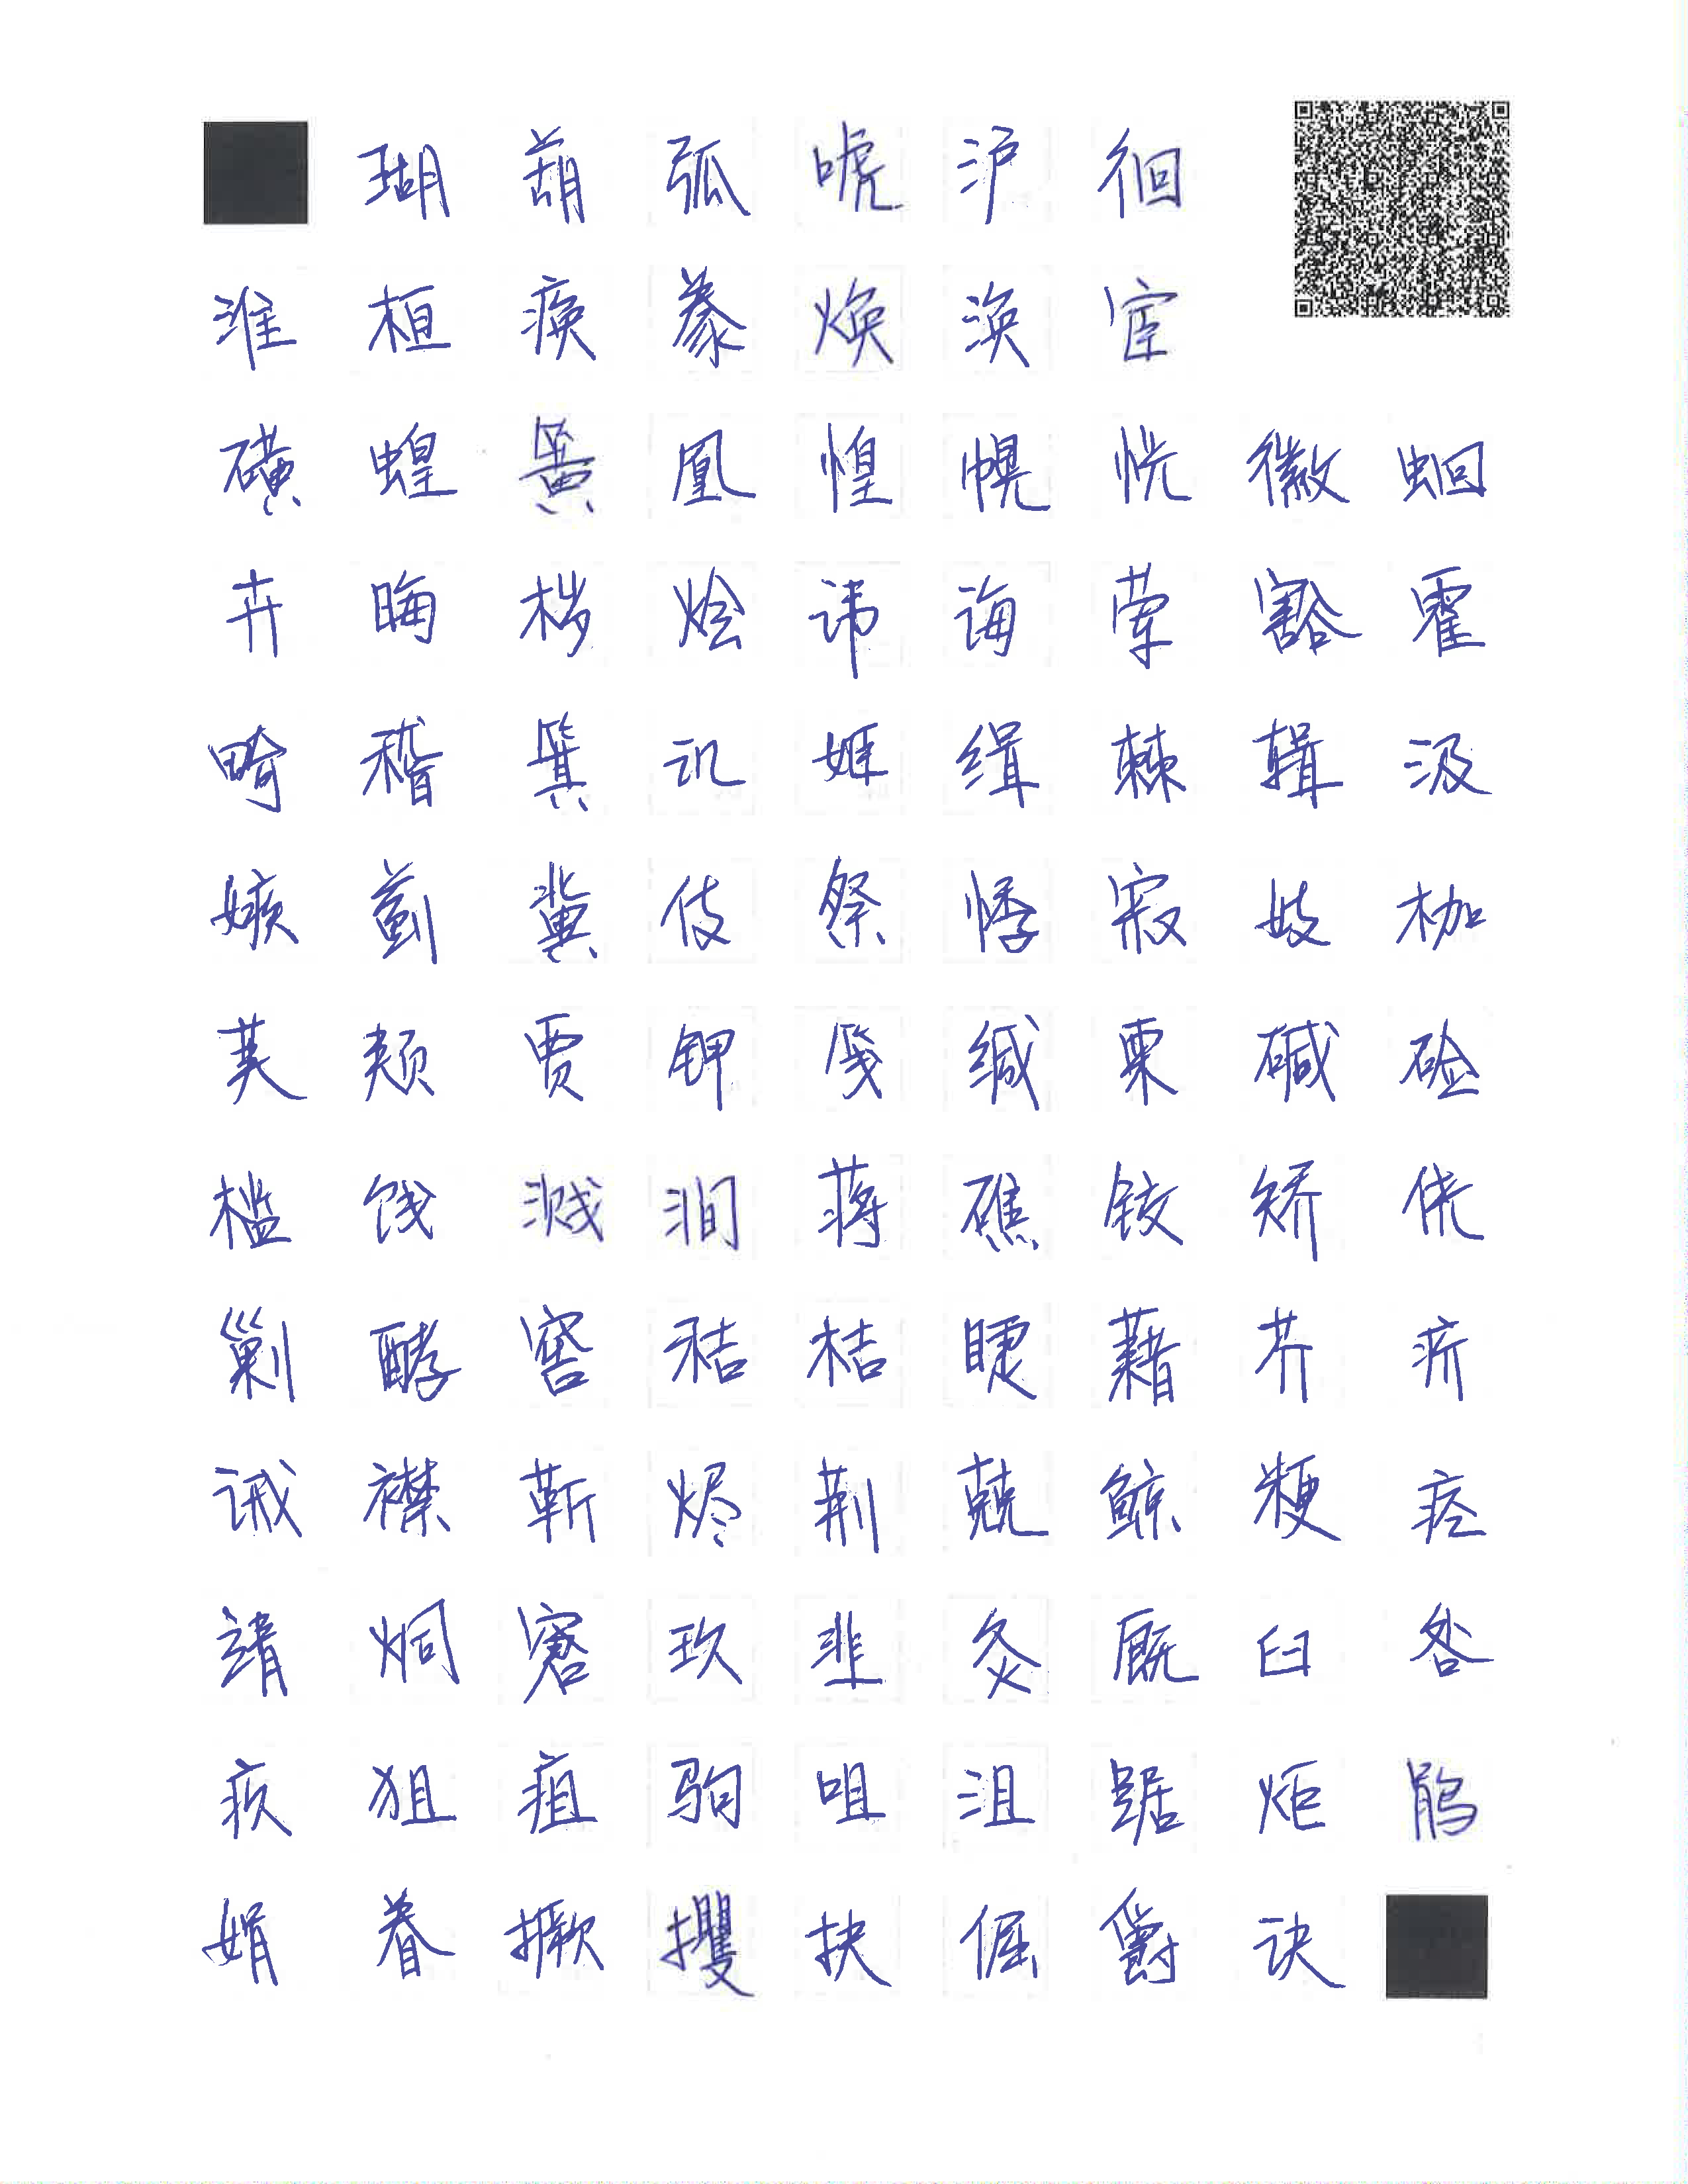 瑚葫弧唬沪徊
淮桓痪豢焕涣宦
磺蝗簧凰惶幌恍徽蛔
卉晦秽烩讳诲荤豁霍
畸稽箕讥姬缉棘辑汲
嫉蓟冀伎祭悸寂妓枷
荚颊贾钾笺缄栗碱硷
槛饯溅涧蒋礁铰矫侥
剿酵窖秸桔睫藉芥疥
诫襟靳烬荆兢鲸粳痉
靖炯窘玖韭灸厩臼咎
疚狙疽驹咀沮踞炬鹃
娟眷撅攫抉倔爵诀